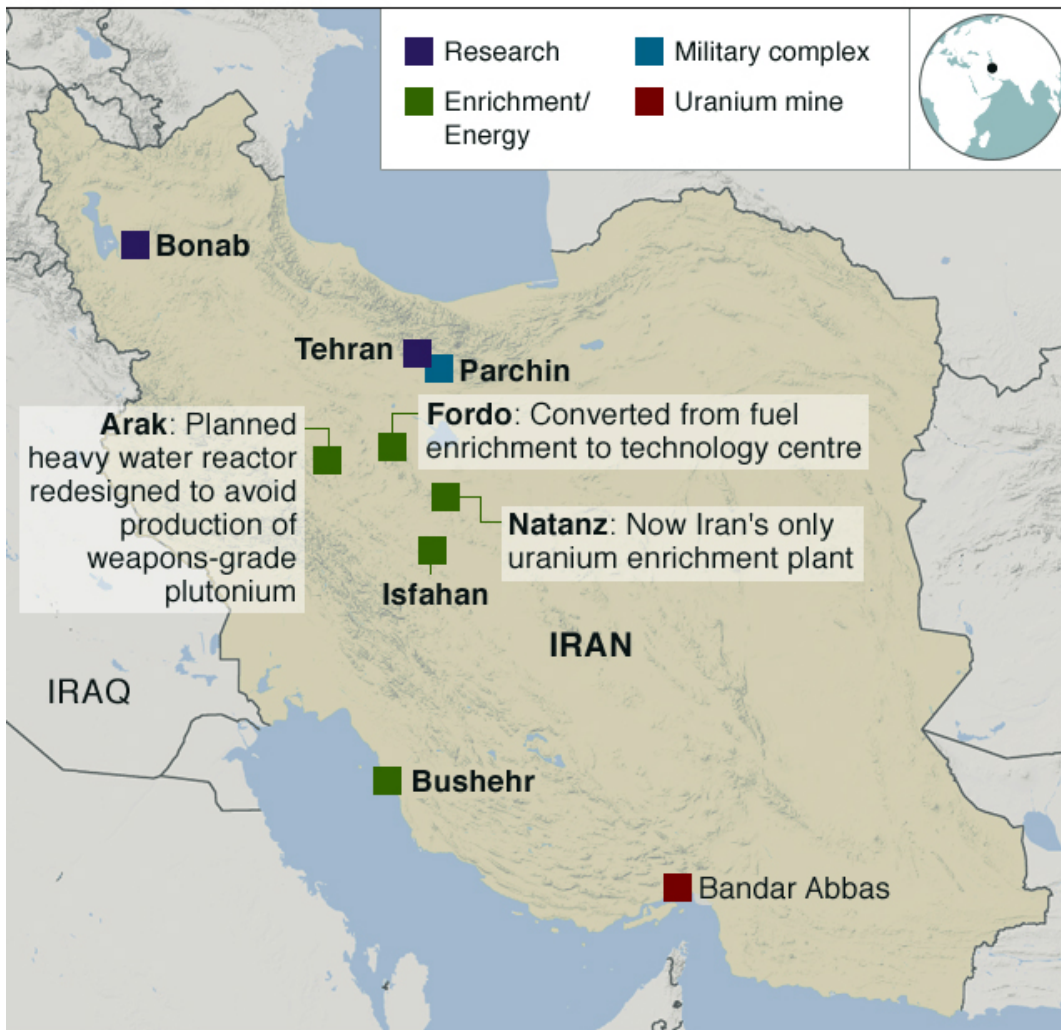 Research
Military complex
Enrichment/
Energy
Uranium mine
Bonab
Tehran
Parchin
Arak: Planned
heavy water reactor
redesigned to avoid
production of
weapons-grade
plutonium
Fordo: Converted from fuel
enrichment to technology centre
Natanz: Now Iran's only
uranium enrichment plant
Isfahan
IRAN
IRAQ
Bushehr
Bandar Abbas